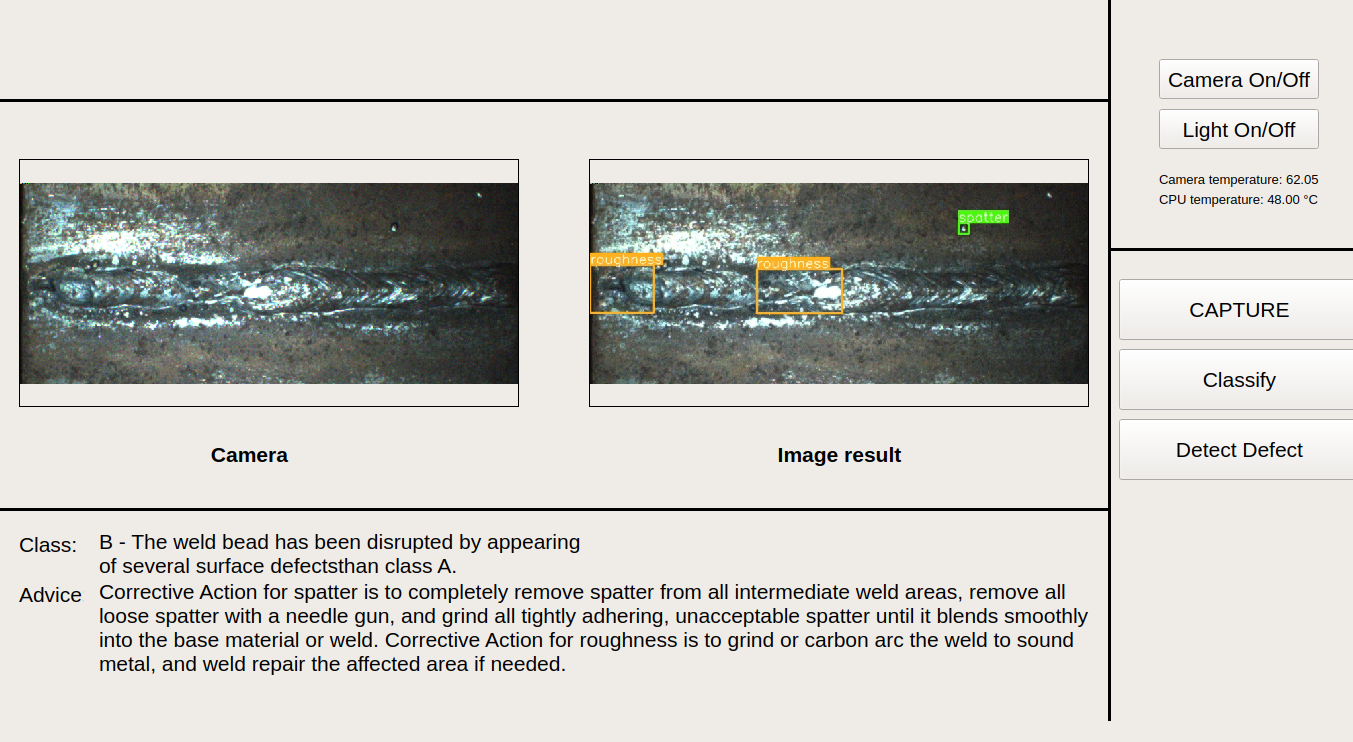 Camera On/Off
Light On/Off
Camera temperature: 62.05
CPU temperature: 48.00 °C
spatter
roughness
roughness
CAPTURE
Classify
Detect Defect
Camera
Image result
Class:
B - The weld bead has been disrupted by appearing
of several surface defectsthan class A.
Advice
Corrective Action for spatter is to completely remove spatter from all intermediate weld areas, remove all
loose spatter with a needle gun, and grind all tightly adhering, unacceptable spatter until it blends smoothly
into the base material or weld. Corrective Action for roughness is to grind or carbon arc the weld to sound
metal, and weld repair the affected area if needed.